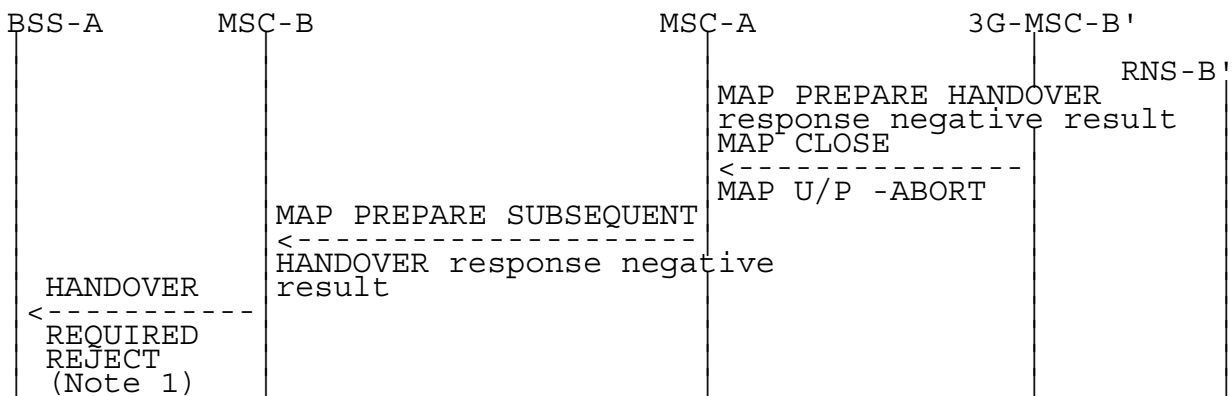 BSS-A MSC-B MSC-A 3G-MSC-B'
RNS-B'
MAP PREPARE HANDOVER
response negative result
MAP CLOSE
MAP U/P -ABORT
MAP PREPARE SUBSEQUENT
HANDOVER response negative
result
HANDOVER
REQUIRED
REJECT
(Note 1)